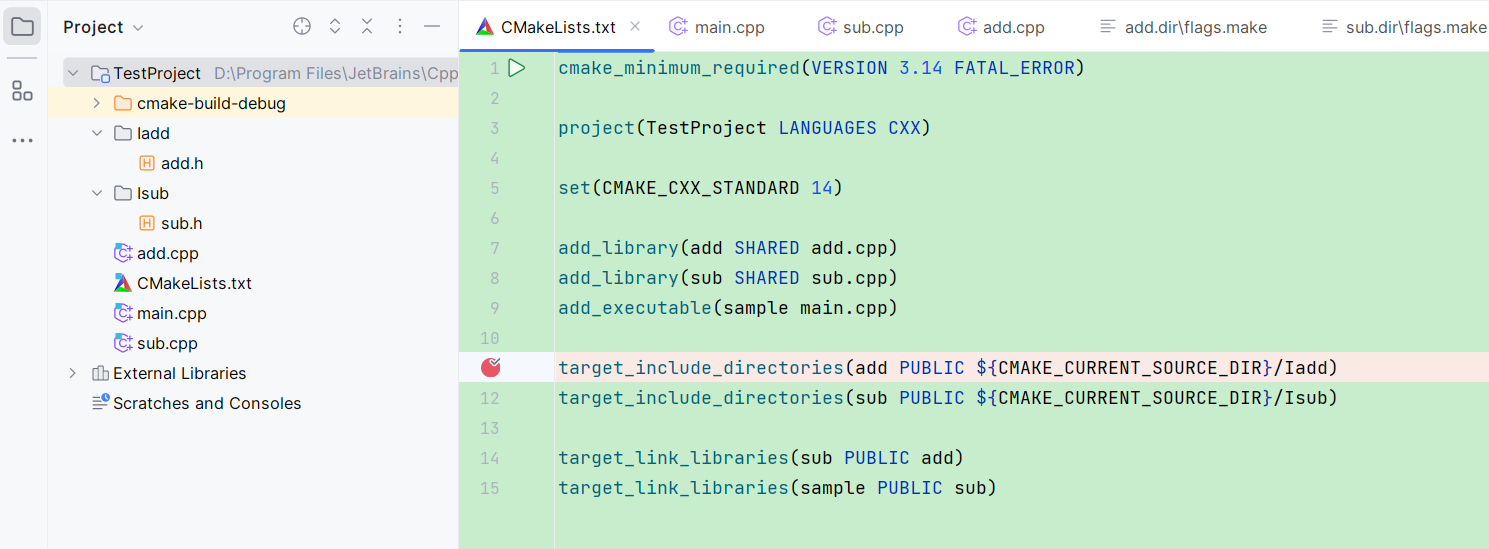 Project
CMakeLists.txt
main.cpp
sub.cpp
add.cpp
add.dir\flags.make
sub.dir\flags.make
TestProject D:\Program Files\JetBrains\Cpp
cmake-build-debug
Iadd
add.h
Isub
sub.h
add.cpp
CMakeLists.txt
main.cpp
sub.cpp
External Libraries
Scratches and Consoles
1 cmake_minimum_required(VERSION 3.14 FATAL_ERROR)
2
3 project(TestProject LANGUAGES CXX)
4
5 set(CMAKE_CXX_STANDARD 14)
6
7 add_library(add SHARED add.cpp)
8 add_library(sub SHARED sub.cpp)
9 add_executable(sample main.cpp)
10
target_include_directories(add PUBLIC ${CMAKE_CURRENT_SOURCE_DIR}/Iadd)
12 target_include_directories(sub PUBLIC ${CMAKE_CURRENT_SOURCE_DIR}/Isub)
13
14 target_link_libraries(sub PUBLIC add)
15 target_link_libraries(sample PUBLIC sub)